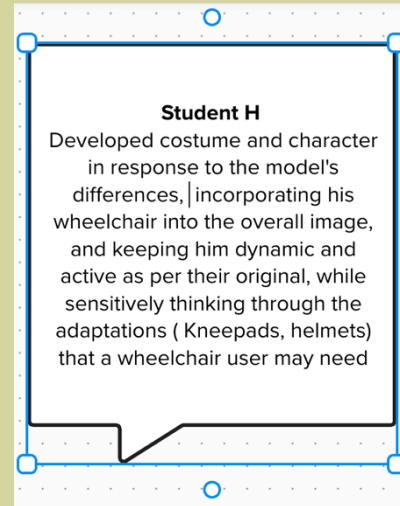 Student H
Developed costume and character
in response to the model's
differences, incorporating his
wheelchair into the overall image,
and keeping him dynamic and
active as per their original, while
sensitively thinking through the
adaptations ( Kneepads, helmets)
that a wheelchair user may need